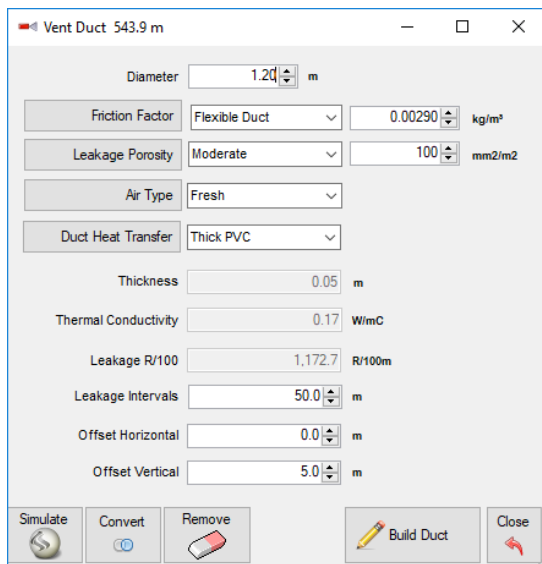 Vent Duct 543.9 m
Diameter 1.20 m
Friction Factor Flexible Duct 0.00290 kg/m³
Leakage Porosity Moderate 100 mm2/m2
Air Type Fresh
Duct Heat Transfer Thick PVC
Thickness 0.05 m
Thermal Conductivity 0.17 W/mC
Leakage R/100 1,172.7 R/100m
Leakage Intervals 50.0 m
Offset Horizontal 0.0 m
Offset Vertical 5.0 m
Simulate Convert Remove Build Duct Close